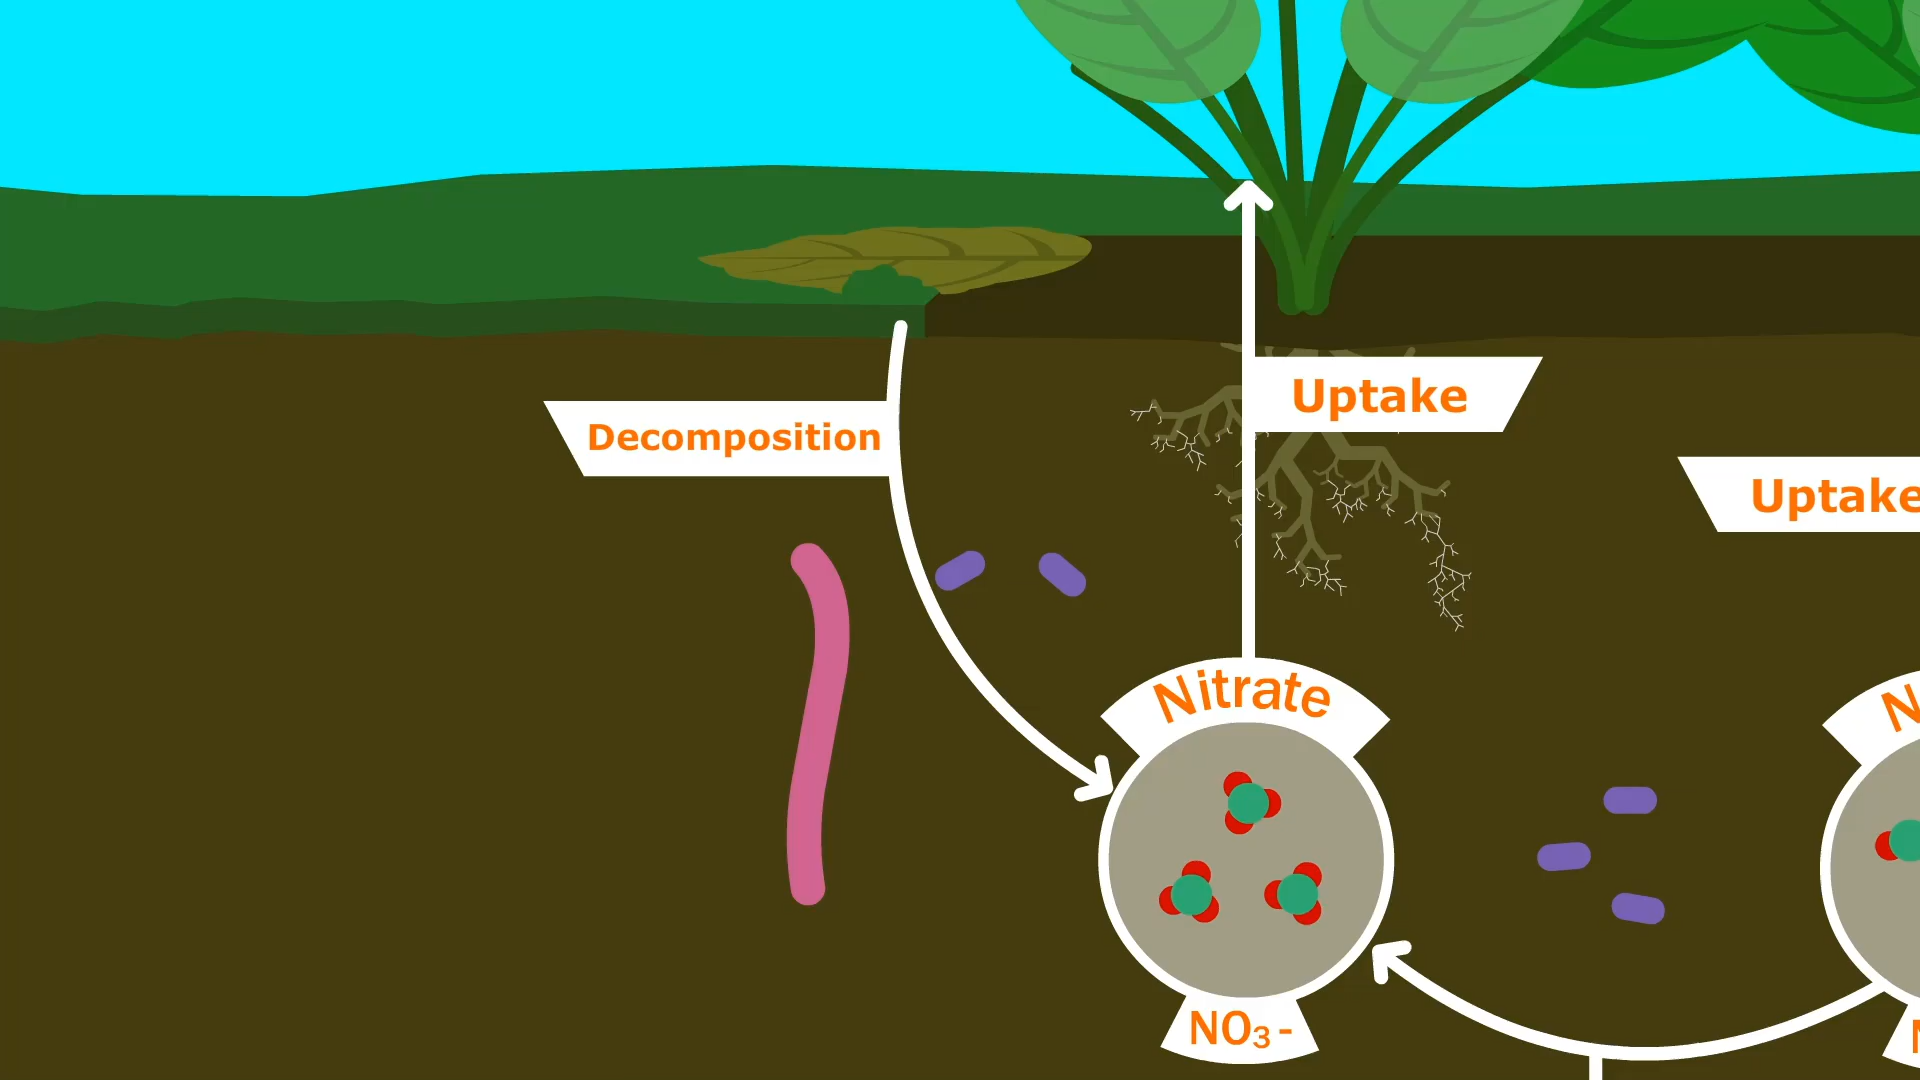 Uptake
Decomposition
Uptake
Nitrate
N
NO₃-